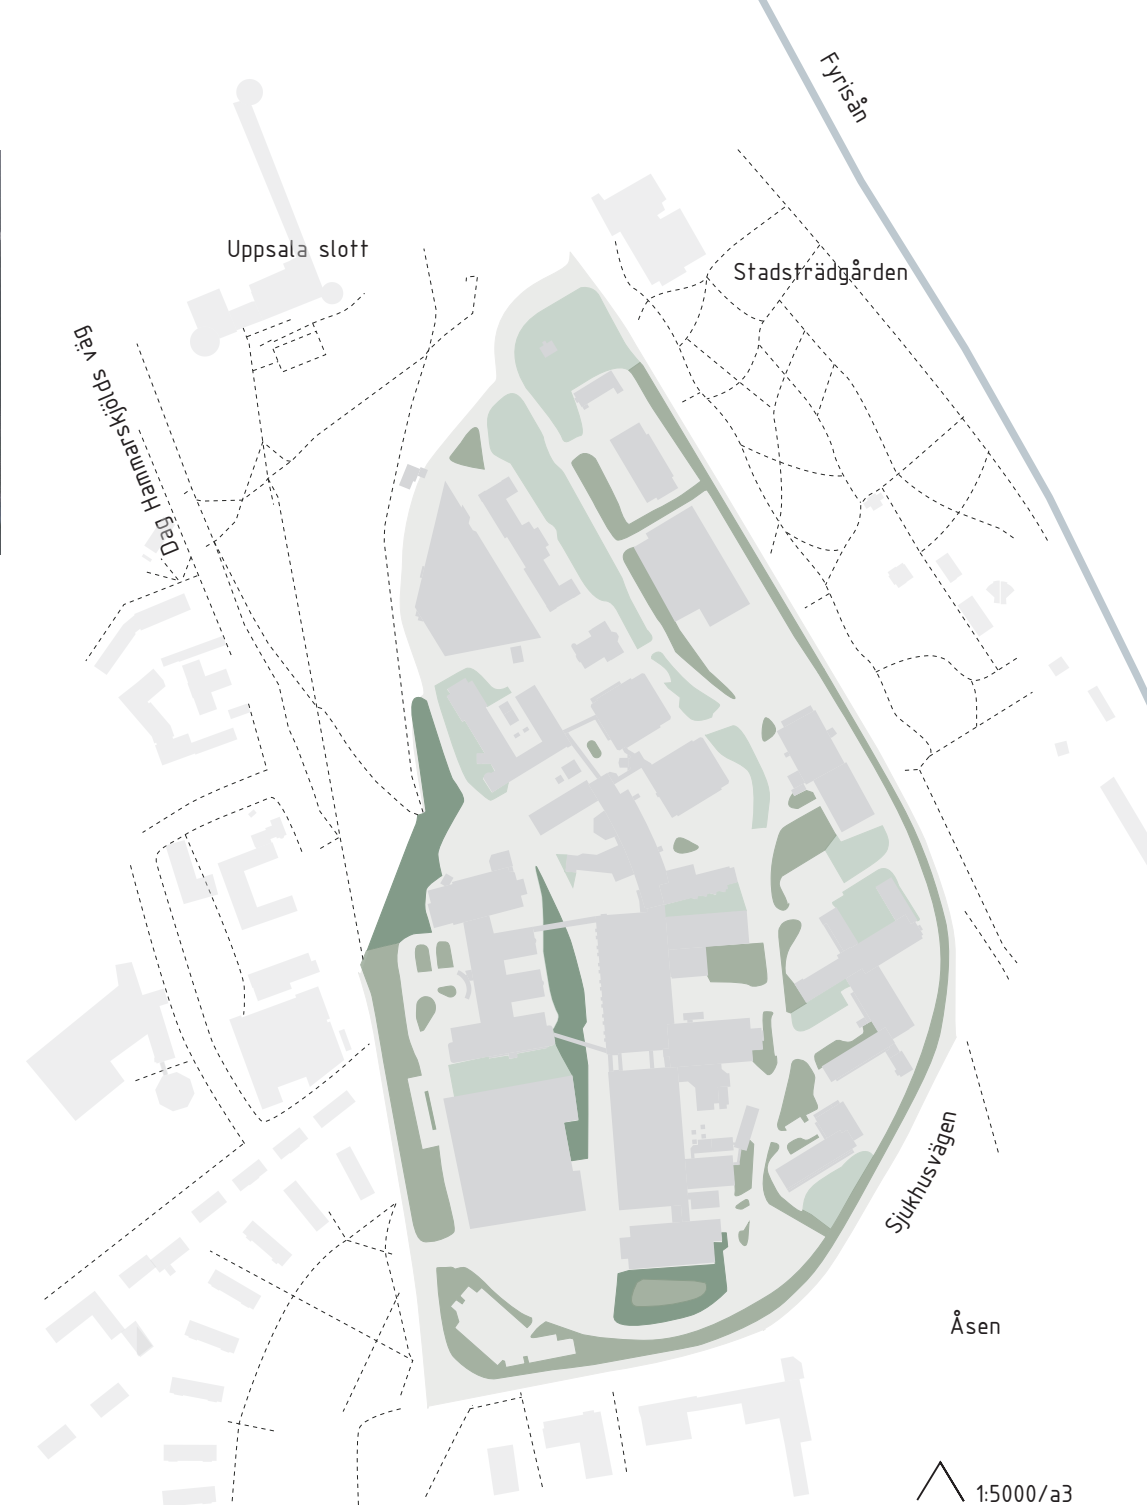 Fyrisån
Uppsala slott
Stadsträdgården
Dag Hammarskjölds väg
Sjukhusvägen
Åsen
1:5000/a3